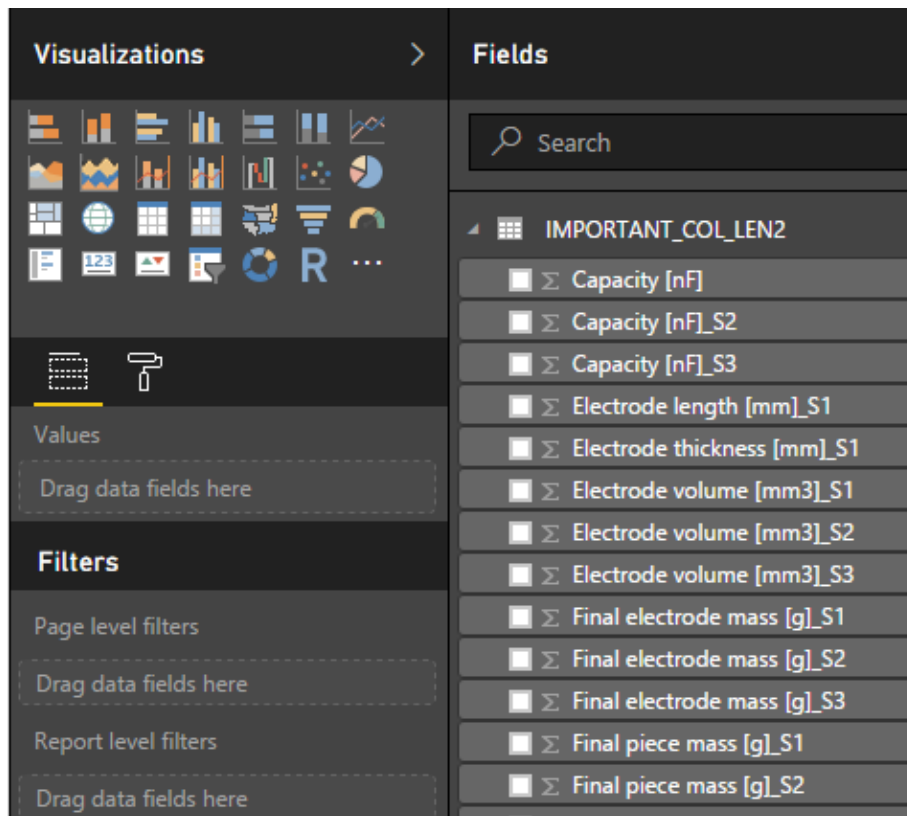 Visualizations
123
R
Values
Drag data fields here
Filters
Page level filters
Drag data fields here
Report level filters
Drag data fields here
Fields
Search
IMPORTANT_COL_LEN2
Capacity [nF]
Capacity [nF]_S2
Capacity [nF]_S3
Electrode length [mm]_S1
Electrode thickness [mm]_S1
Electrode volume [mm3]_S1
Electrode volume [mm3]_S2
Electrode volume [mm3]_S3
Final electrode mass [g]_S1
Final electrode mass [g]_S2
Final electrode mass [g]_S3
Final piece mass [g]_S1
Final piece mass [g]_S2